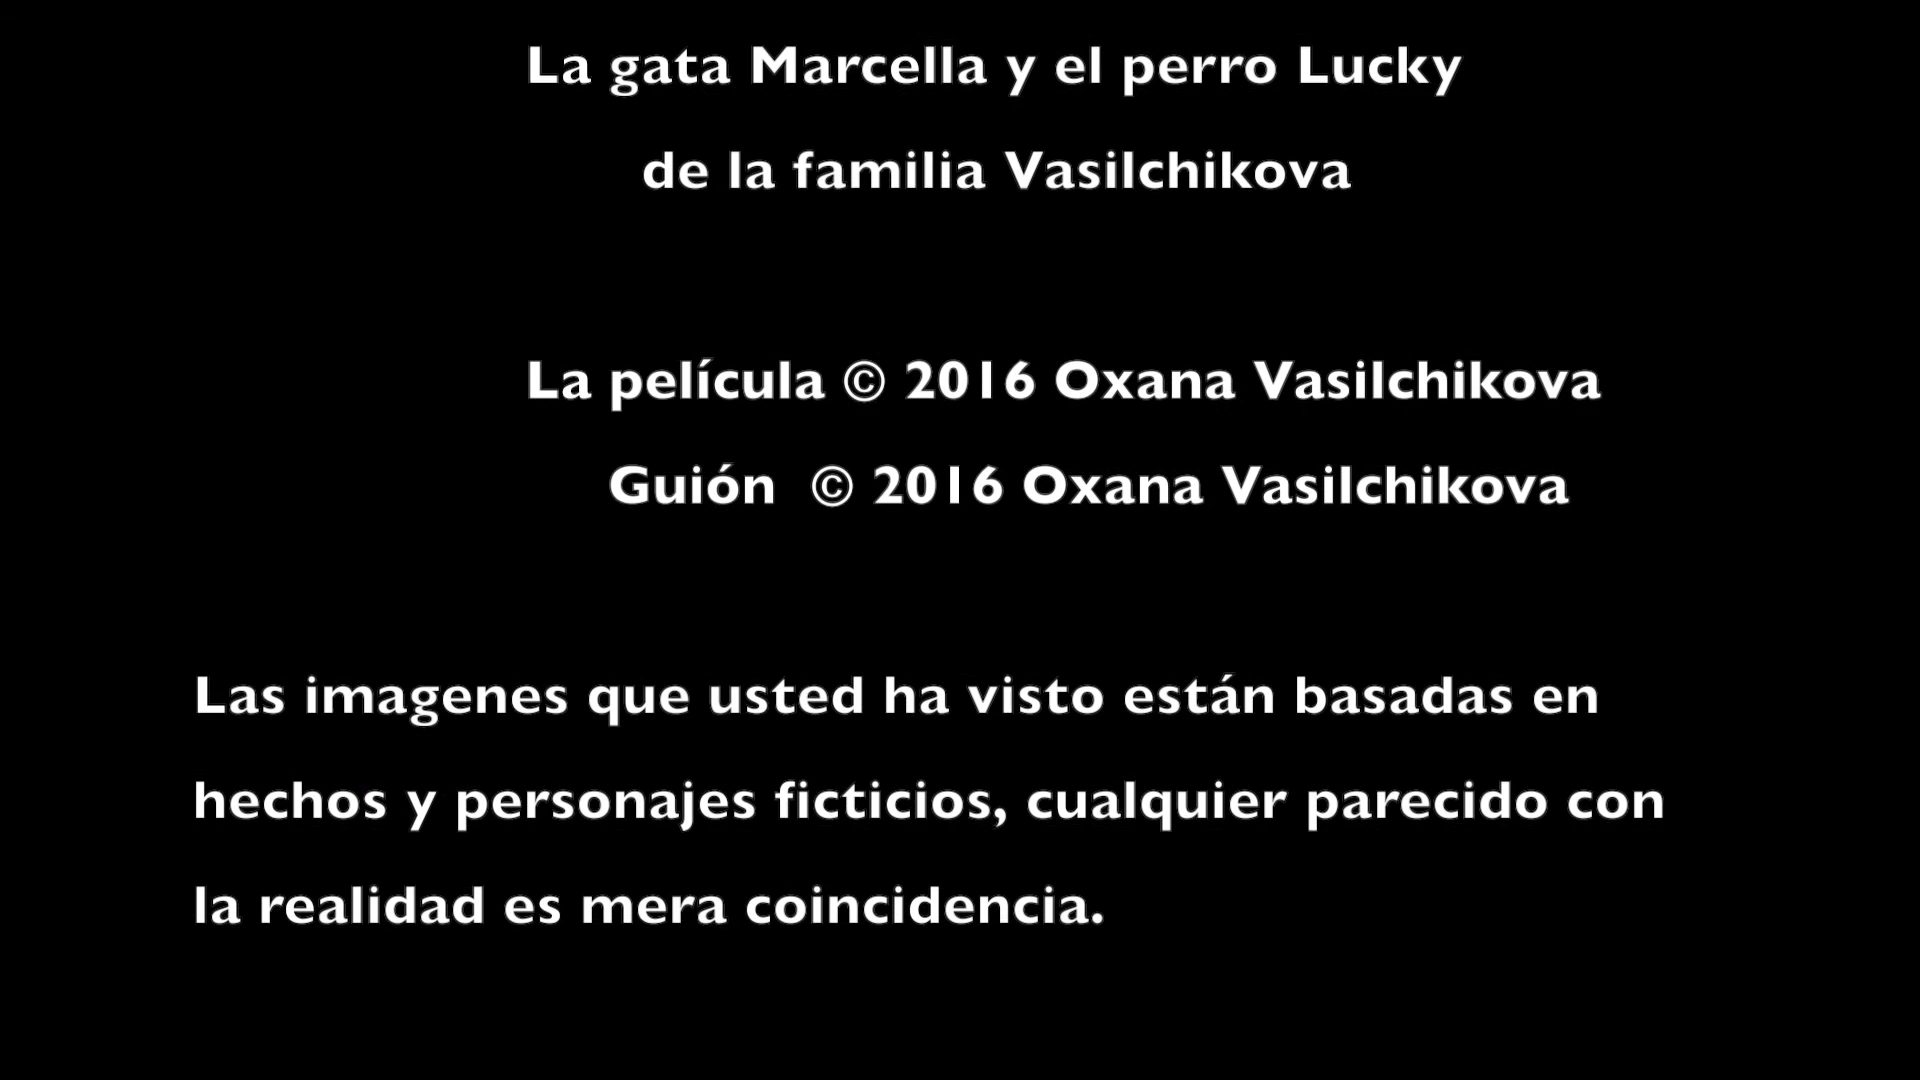 La gata Marcella y el perro Lucky
de la familia Vasilchikova
La película © 2016 Oxana Vasilchikova
Guión © 2016 Oxana Vasilchikova
Las imagenes que usted ha visto están basadas en
hechos y personajes ficticios, cualquier parecido con
la realidad es mera coincidencia.